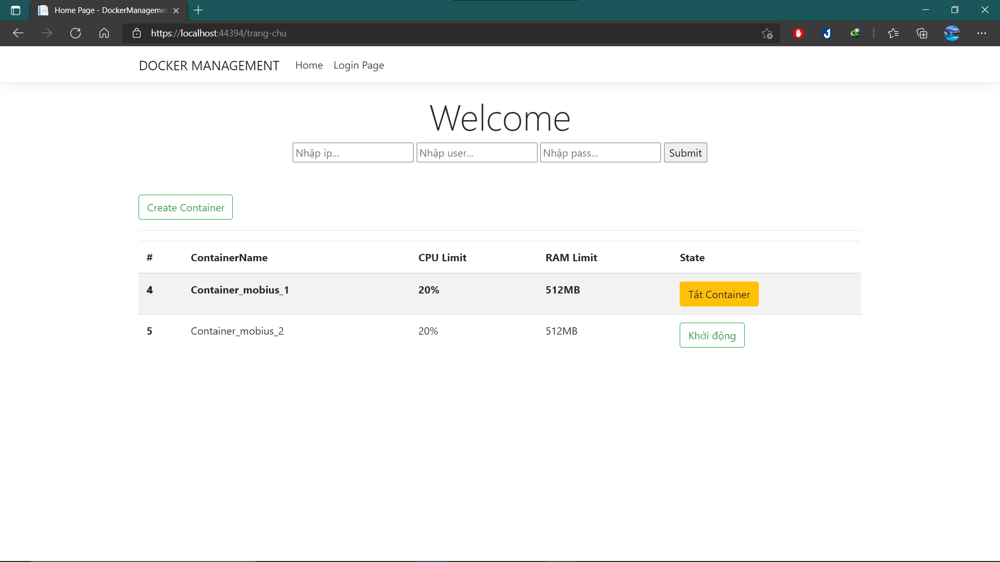 Home Page - DockerManagemen
https://localhost:44394/trang-chu
DOCKER MANAGEMENT Home Login Page
Welcome
Nhập ip... Nhập user... Nhập pass... Submit
Create Container
# ContainerName CPU Limit RAM Limit State
4 Container_mobius_1 20% 512MB Tắt Container
5 Container_mobius_2 20% 512MB Khởi động